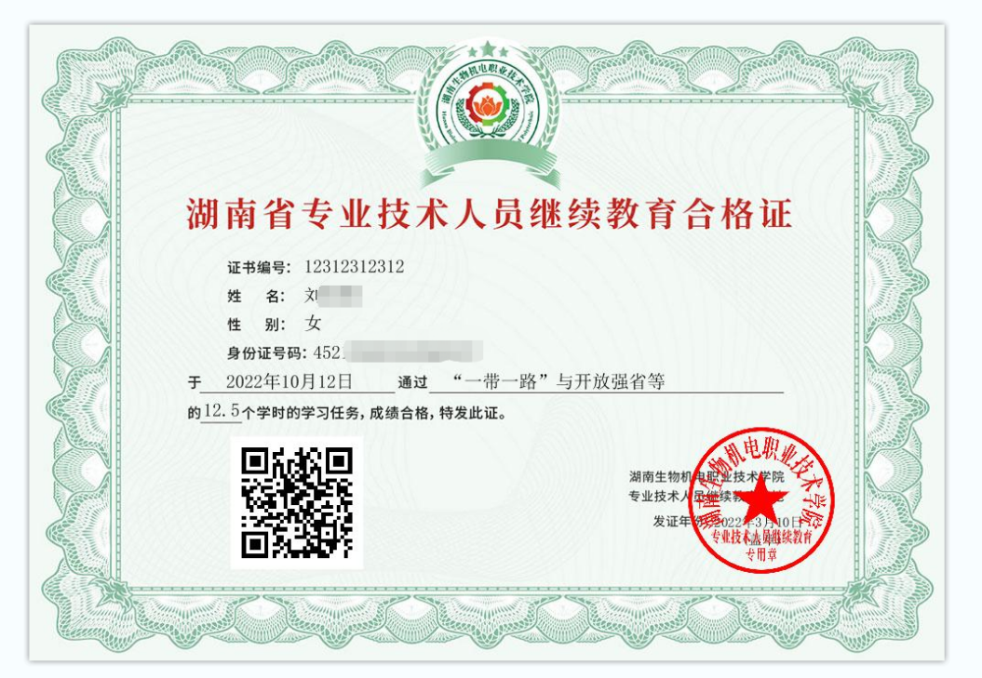 湖南生物机电职业技术学院
湖南省专业技术人员继续教育合格证
证书编号: 12312312312
姓 名: 刘
性 别: 女
身份证号码: 452
于 2022年10月12日 通过 “一带一路”与开放强省等
的12.5个学时的学习任务,成绩合格,特发此证。
湖南生物机电职业技术学院
专业技术人员继续教
发证年 2022年3月10日
湖南生物机电职业技术学院
专业技术人员继续教育
专用章